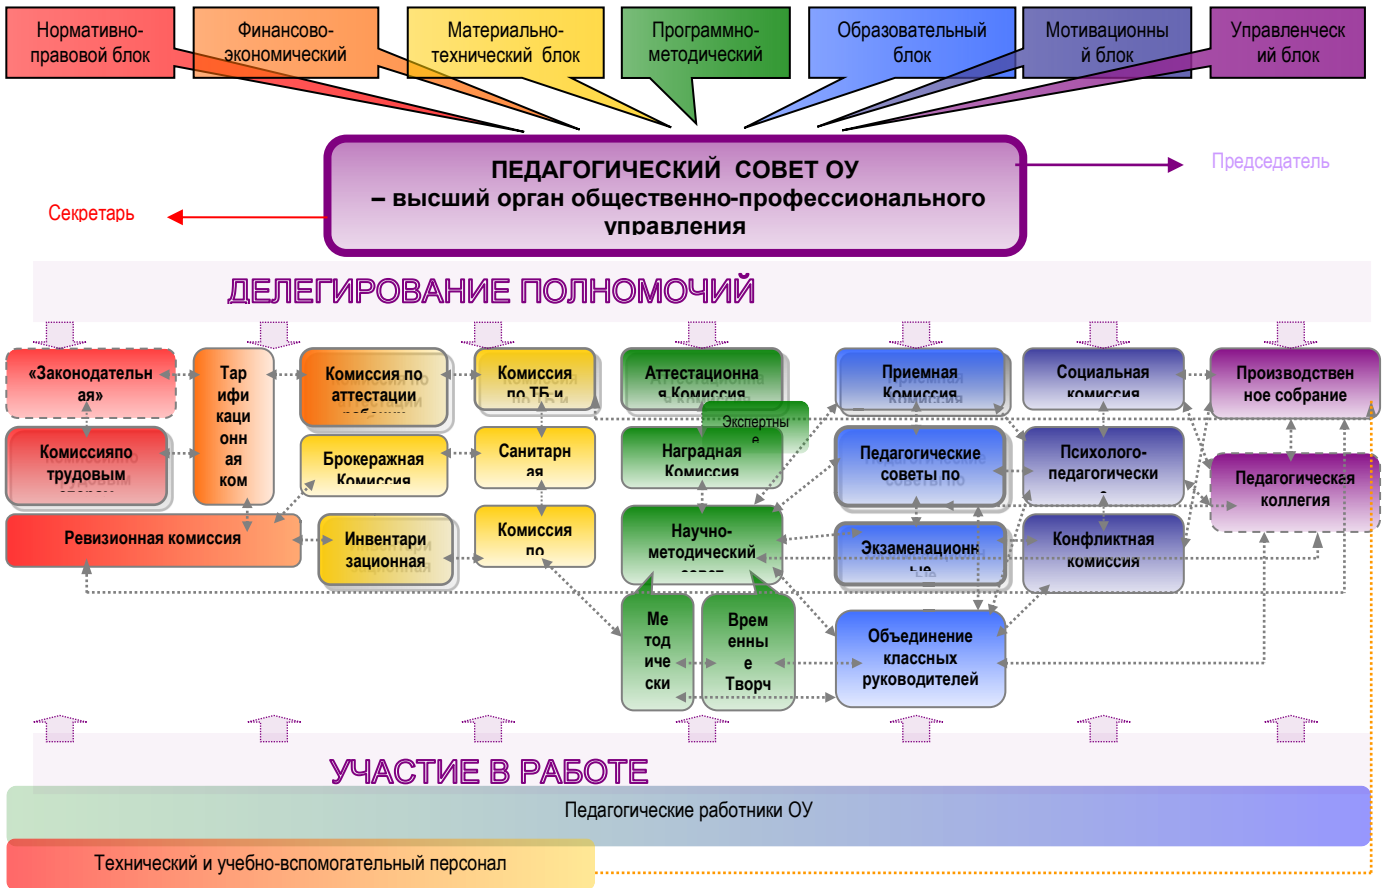 Нормативно-
правовой блок
Финансово-
экономический
Материально-
технический блок
Программно-
методический
Образовательный
блок
Мотивационны
й блок
Управленческ
ий блок
ПЕДАГОГИЧЕСКИЙ СОВЕТ ОУ
– высший орган общественно-профессионального
управления
Председатель
Секретарь
ДЕЛЕГИРОВАНИЕ ПОЛНОМОЧИЙ
«Законодательн
ая»
Тар
ифи
каци
онн
ая
ком
Комиссия по
аттестации
Комиссия
по ТБ и
Аттестационна
я Комиссия
Экспертны
е
Приемная
Комиссия
Социальная
комиссия
Производствен
ное собрание
Комиссияпо
трудовым
Брокеражная
Комиссия
Санитарн
ая
Наградная
Комиссия
Педагогические
советы по
Психолого-
педагогически
Педагогическая
коллегия
Ревизионная комиссия
Инвентари
зационная
Комиссия
по
Научно-
методический
совет
Экзаменационн
ые
Конфликтная
комиссия
Ме
тод
иче
ски
Врем
енны
е
Творч
Объединение
классных
руководителей
УЧАСТИЕ В РАБОТЕ
Педагогические работники ОУ
Технический и учебно-вспомогательный персонал